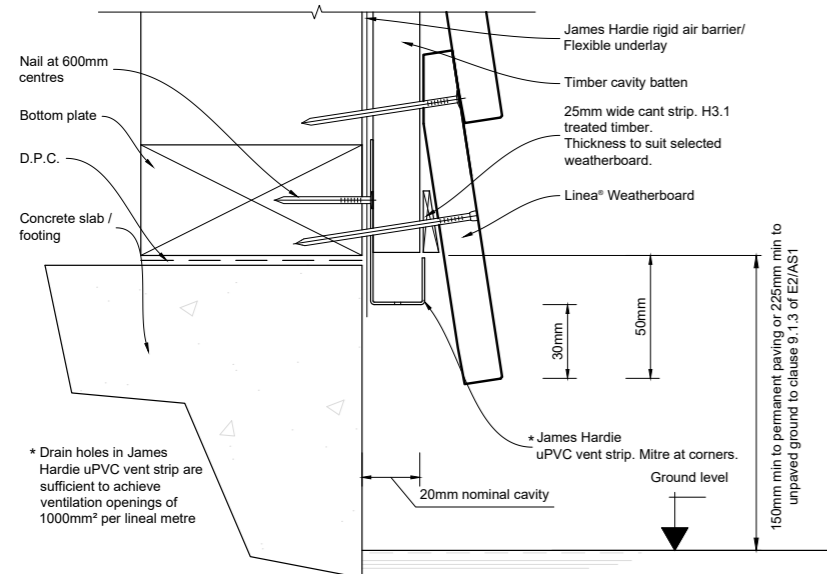 Nail at 600mm
centres
Bottom plate
D.P.C.
Concrete slab /
footing
* Drain holes in James
Hardie uPVC vent strip are
sufficient to achieve
ventilation openings of
1000mm² per lineal metre
James Hardie rigid air barrier/
Flexible underlay
Timber cavity batten
25mm wide cant strip. H3.1
treated timber.
Thickness to suit selected
weatherboard.
Linea® Weatherboard
30mm
50mm
150mm min to permanent paving or 225mm min to
unpaved ground to clause 9.1.3 of E2/AS1
* James Hardie
uPVC vent strip. Mitre at corners.
20mm nominal cavity
Ground level